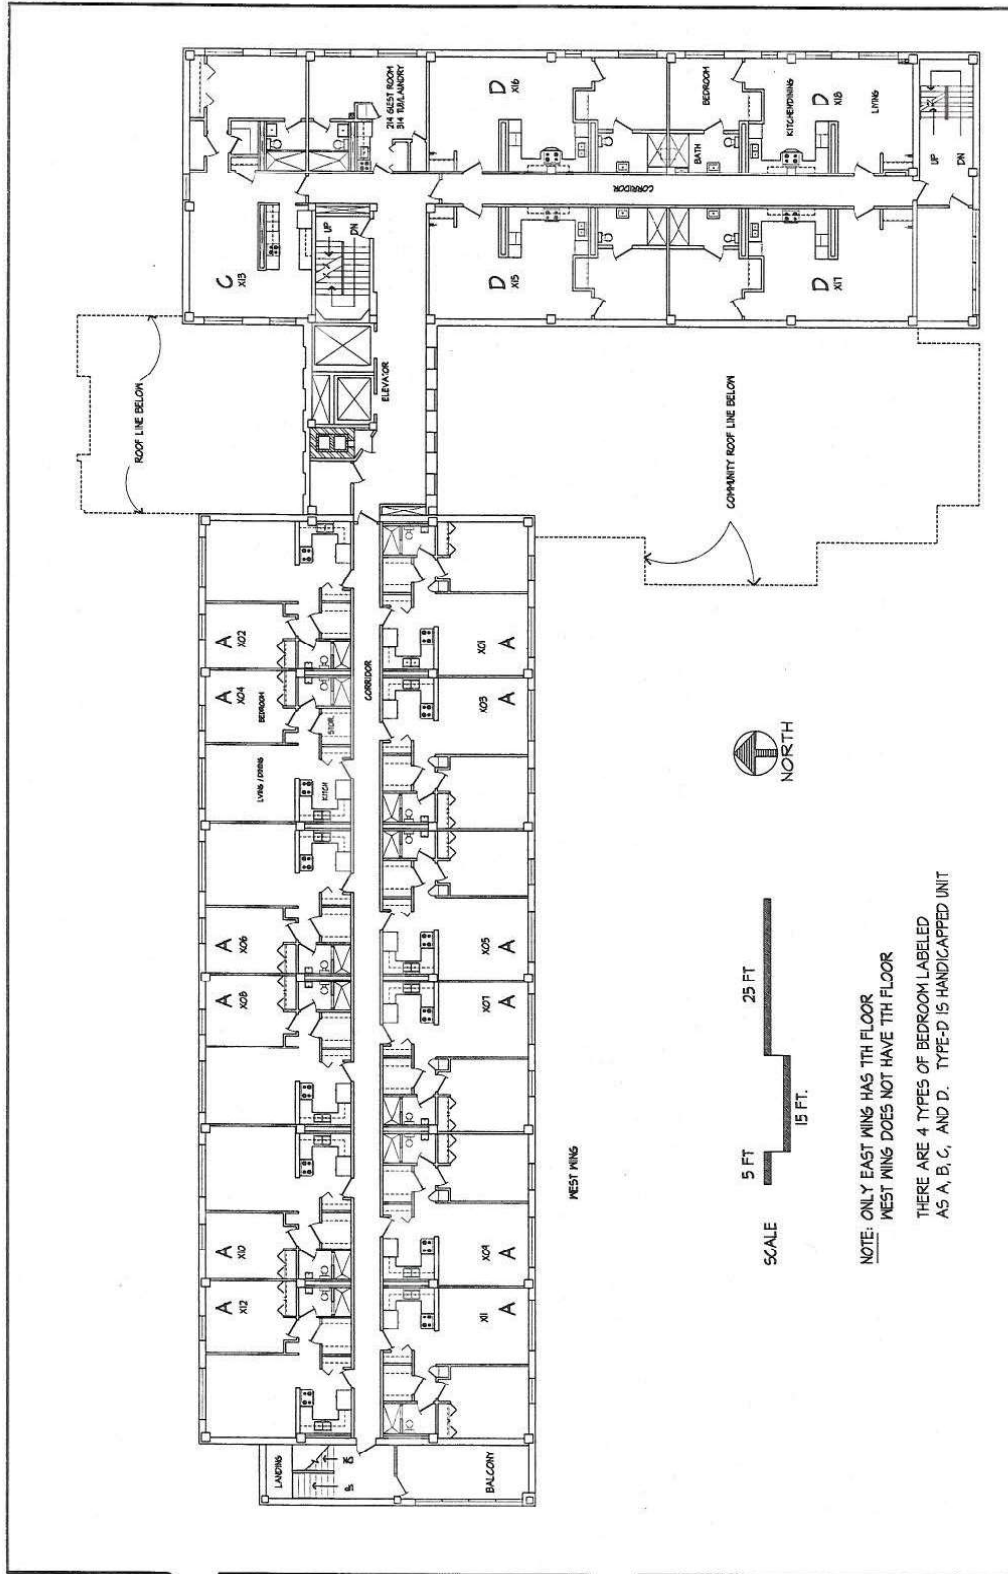 C
X13
214 GUEST ROOM
314 TUB/LAUNDRY
D
X16
BEDROOM
KITCHEN/DINING
D
X18
LIVING
UP
DN
UP
DN
BATH
CORRIDOR
D
X15
D
X17
ELEVATOR
ROOF LINE BELOW
COMMUNITY ROOF LINE BELOW
A
X02
A
X04
BEDROOM
STOR.
LIVING / DINING
KITCH
CORRIDOR
X01
A
X03
A
A
X06
A
X08
X05
A
X07
A
A
X10
A
X12
X09
A
X11
A
LANDING
DN
UP
BALCONY
WEST WING
NORTH
SCALE
5 FT
15 FT.
25 FT
NOTE: ONLY EAST WING HAS 7TH FLOOR
WEST WING DOES NOT HAVE 7TH FLOOR
THERE ARE 4 TYPES OF BEDROOM LABELED
AS A, B, C, AND D. TYPE-D IS HANDICAPPED UNIT